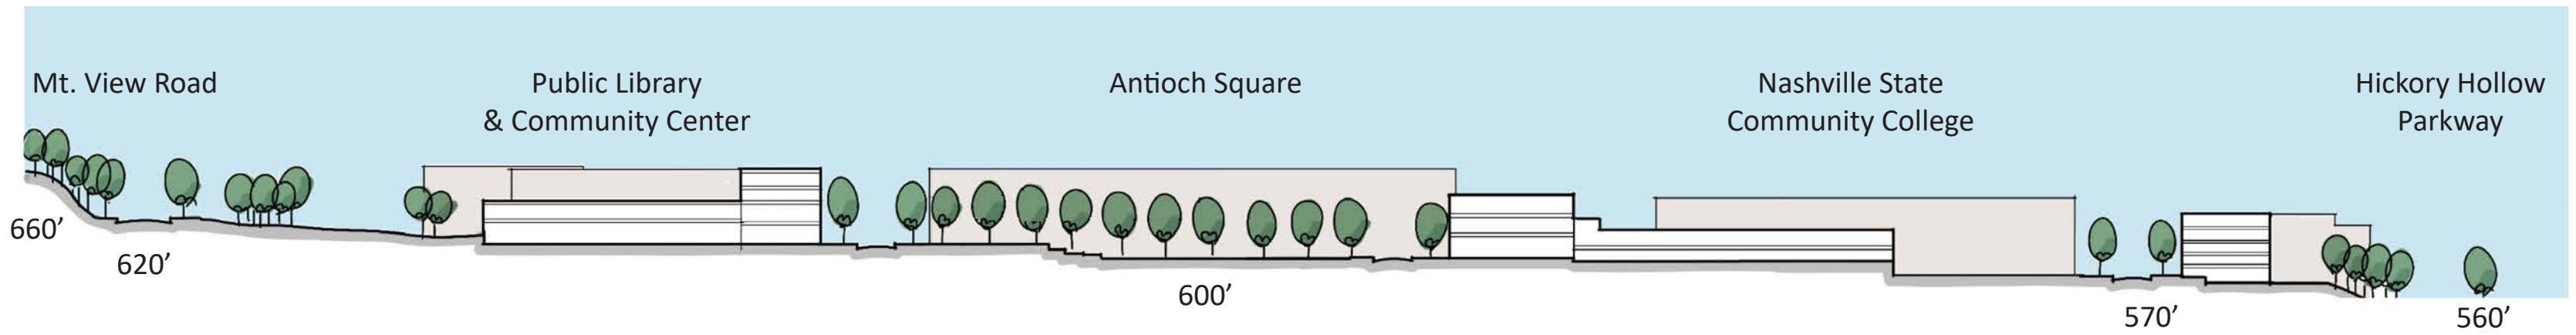 Mt. View Road
Public Library
& Community Center
Antioch Square
Nashville State
Community College
Hickory Hollow
Parkway
660’
620’
600’
570’
560’